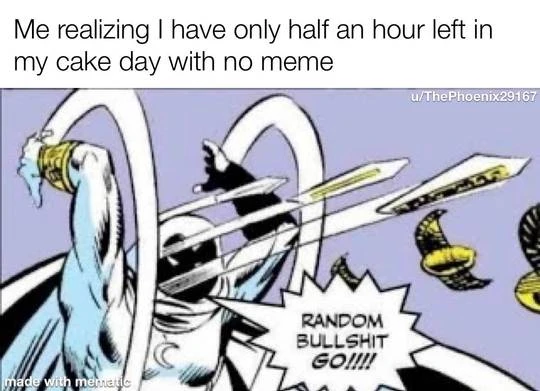 Me realizing I have only half an hour left in
my cake day with no meme
u/ThePhoenix29167
RANDOM
BULLSHIT
GO!!!!
made with mematic